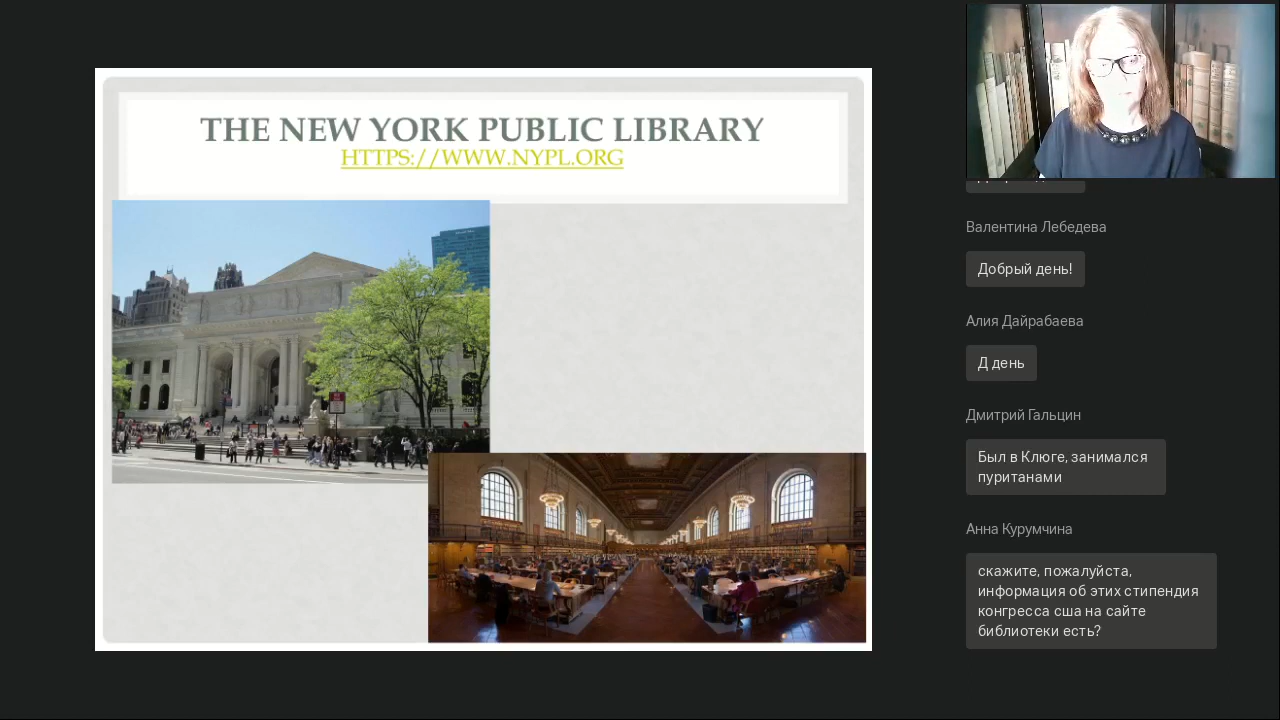 THE NEW YORK PUBLIC LIBRARY
HTTPS://WWW.NYPL.ORG
Валентина Лебедева
Добрый день!
Алия Дайрабаева
Д день
Дмитрий Гальцин
Был в Клюге, занимался
пуританами
Анна Курумчина
скажите, пожалуйста,
информация об этих стипендия
конгресса сша на сайте
библиотеки есть?